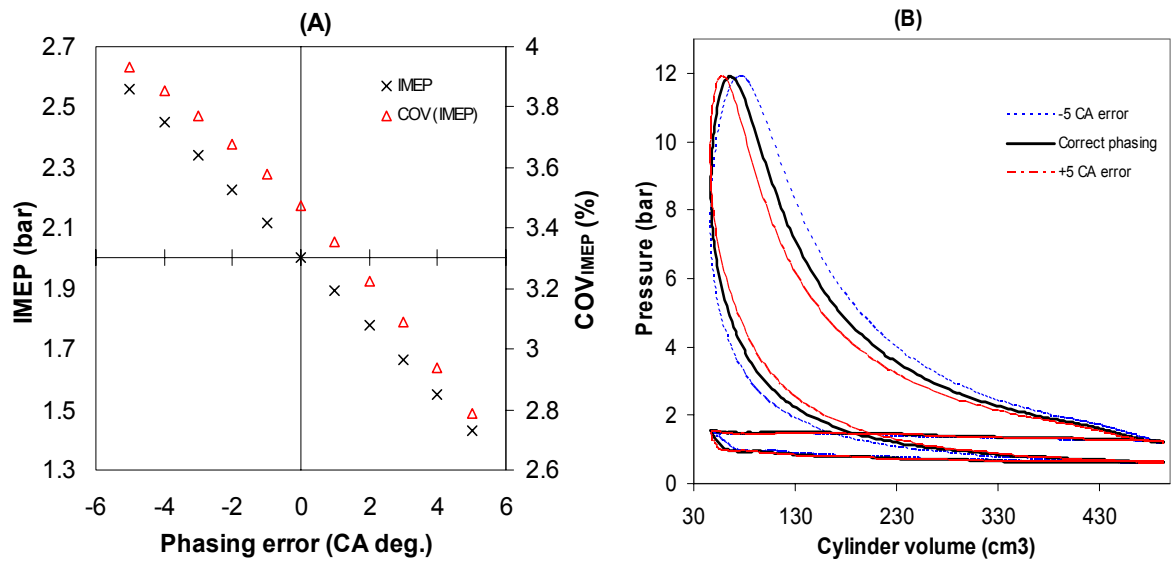 (A)
IMEP (bar)
2.7
2.5
2.3
2.1
1.9
1.7
1.5
1.3
-6 -4 -2 0 2 4 6
Phasing error (CA deg.)
4
3.8
3.6
3.4
3.2
3
2.8
2.6
COVIMEP (%)
IMEP
COV(IMEP)
(B)
Pressure (bar)
12
10
8
6
4
2
0
30 130 230 330 430
Cylinder volume (cm3)
-5 CA error
Correct phasing
+5 CA error